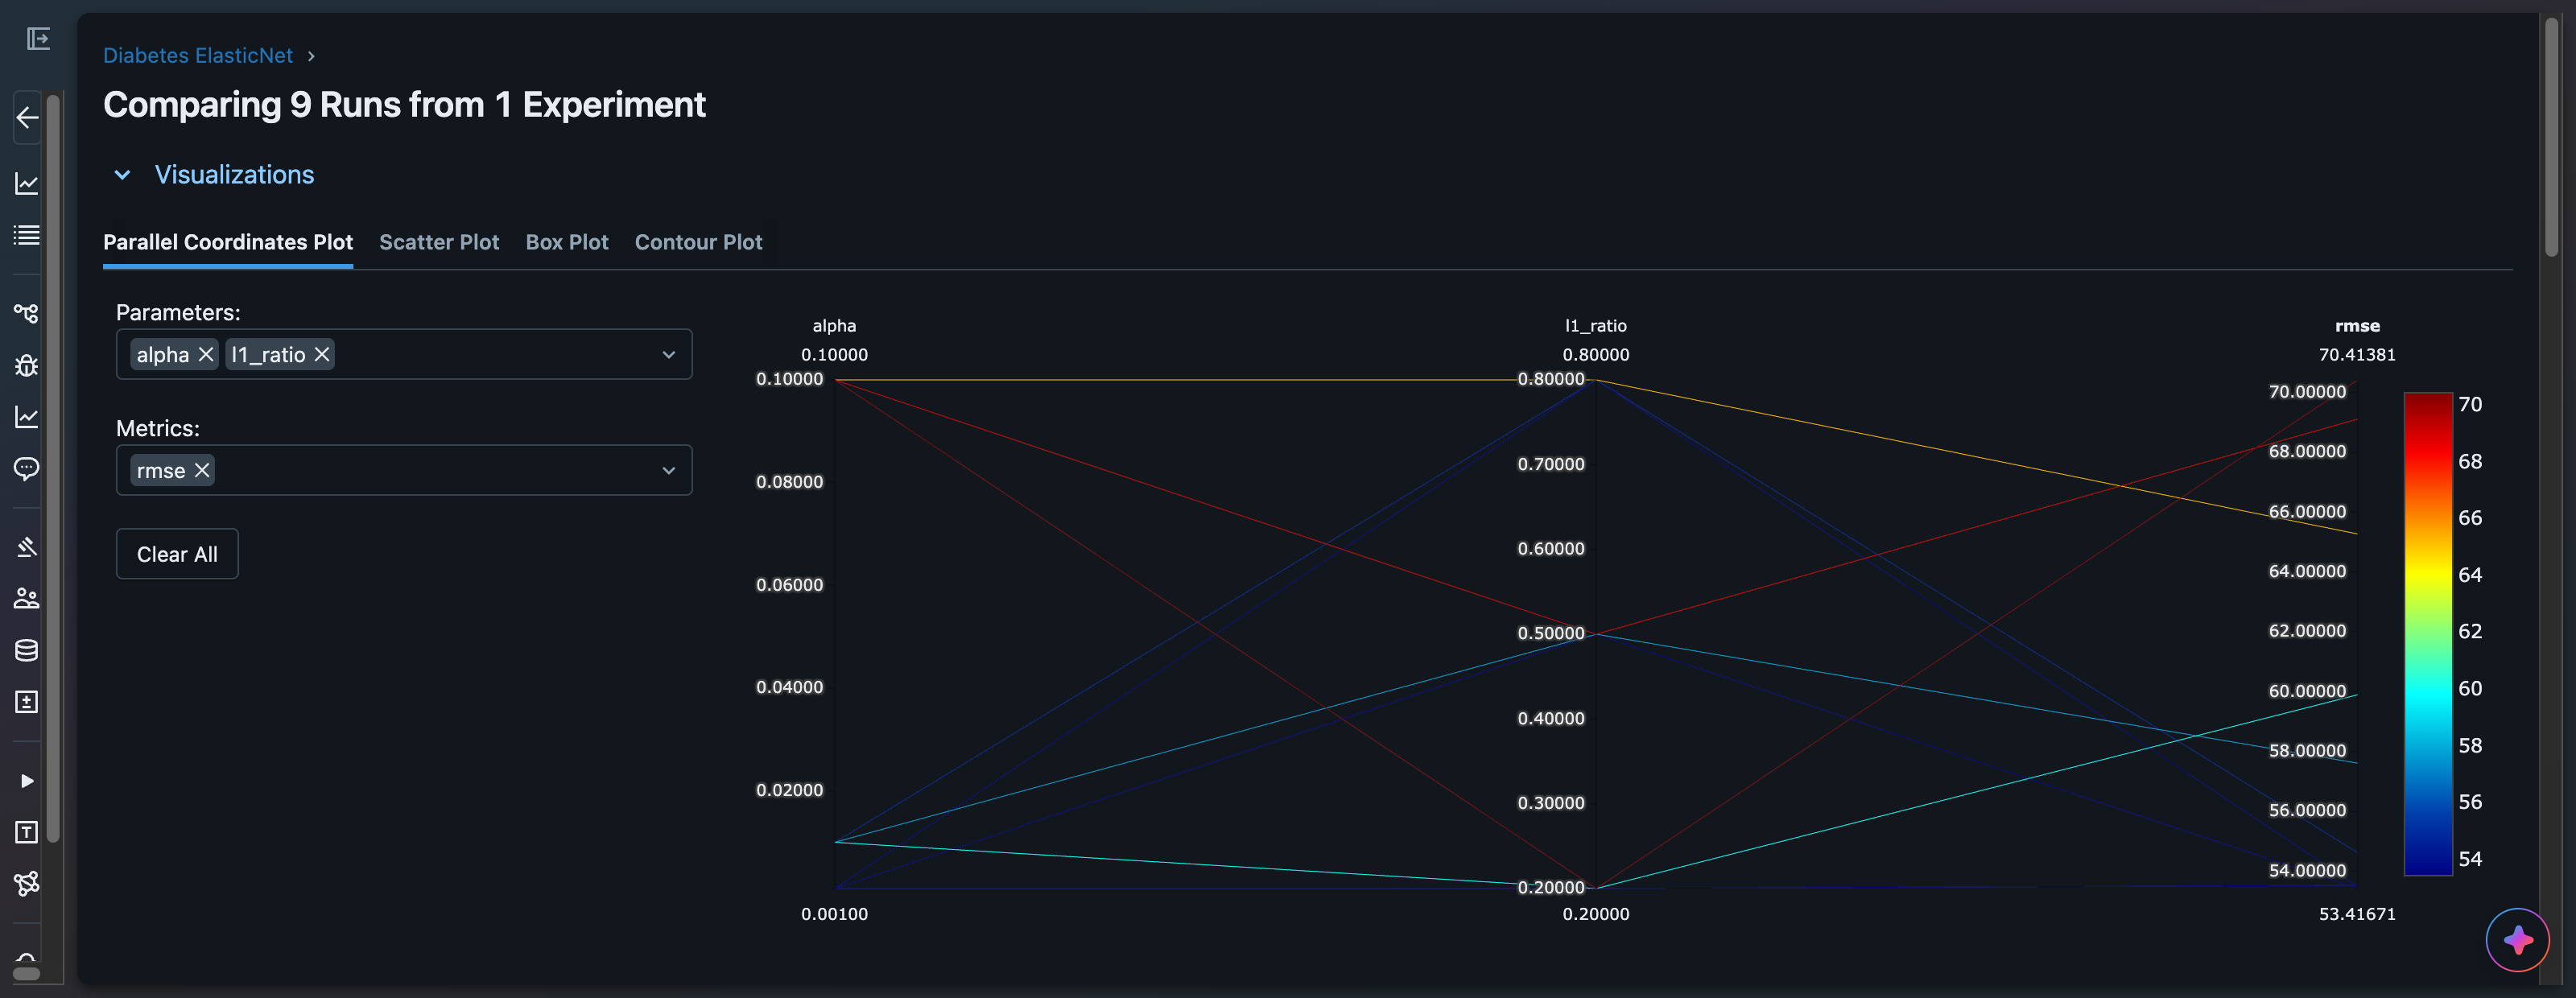 Diabetes ElasticNet
Comparing 9 Runs from 1 Experiment
Visualizations
Parallel Coordinates Plot Scatter Plot Box Plot Contour Plot
Parameters:
alpha l1_ratio
Metrics:
rmse
Clear All
alpha
0.10000
0.10000
0.08000
0.06000
0.04000
0.02000
0.00100
l1_ratio
0.80000
0.80000
0.70000
0.60000
0.50000
0.40000
0.30000
0.20000
0.20000
rmse
70.41381
70.00000
68.00000
66.00000
64.00000
62.00000
60.00000
58.00000
56.00000
54.00000
53.41671
70
68
66
64
62
60
58
56
54
T